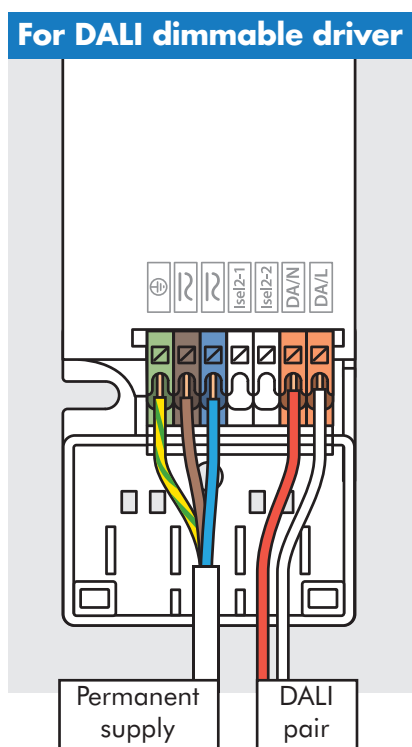 For DALI dimmable driver
Isel2-1
Isel2-2
DA/N
DA/L
Permanent
supply
DALI
pair